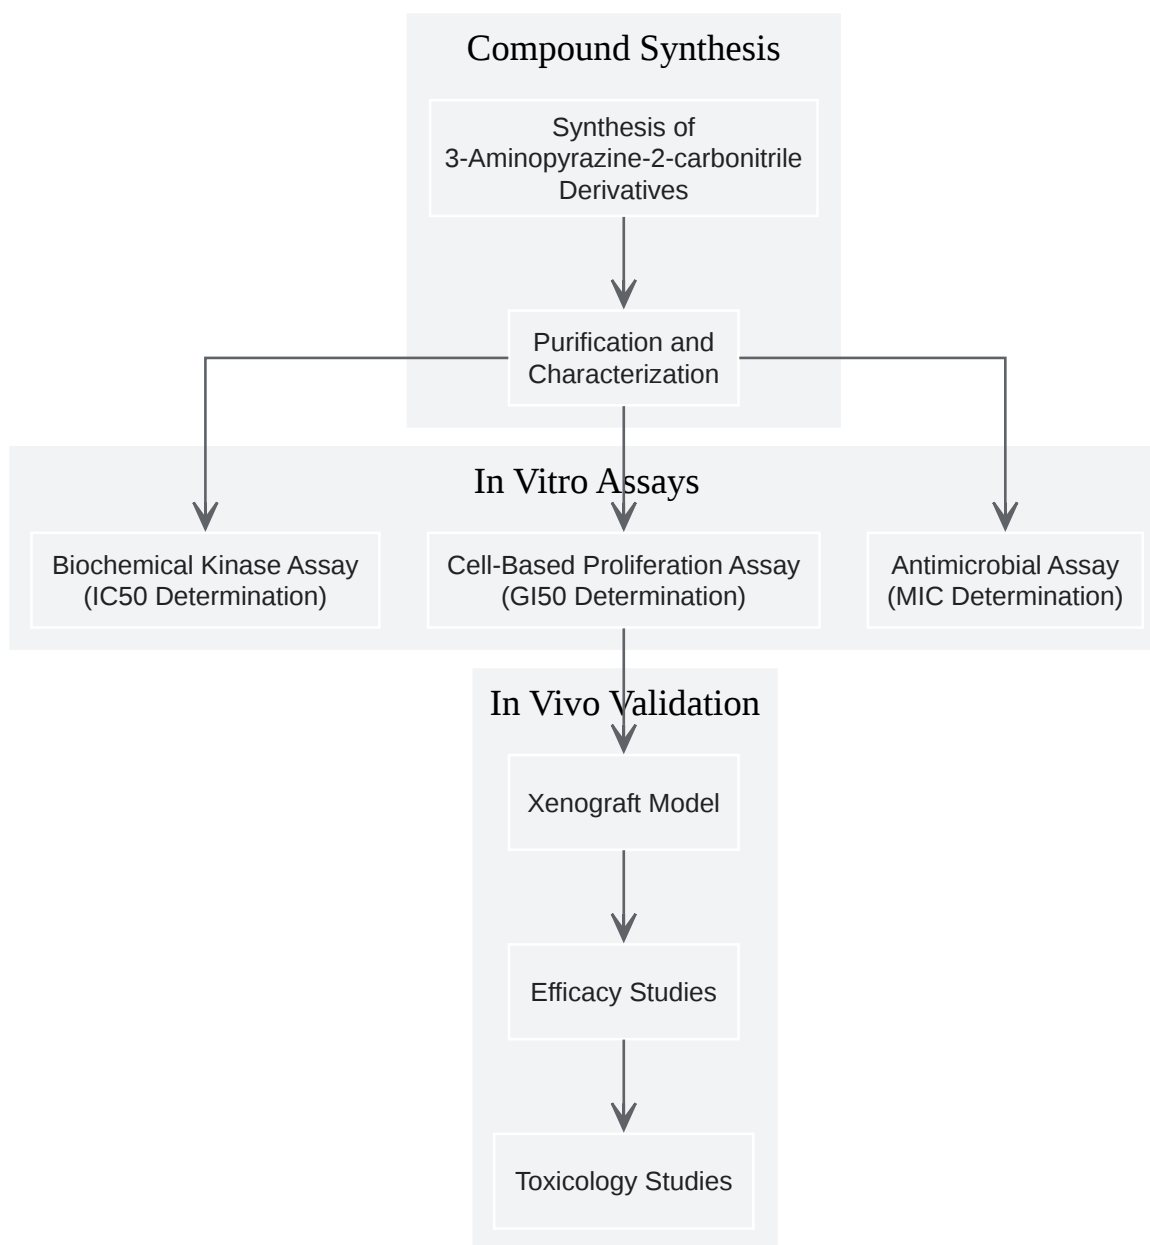 Compound Synthesis
Synthesis of
3-Aminopyrazine-2-carbonitrile
Derivatives
Purification and
Characterization
In Vitro Assays
Biochemical Kinase Assay
(IC50 Determination)
Cell-Based Proliferation Assay
(GI50 Determination)
Antimicrobial Assay
(MIC Determination)
In Vivo Validation
Xenograft Model
Efficacy Studies
Toxicology Studies